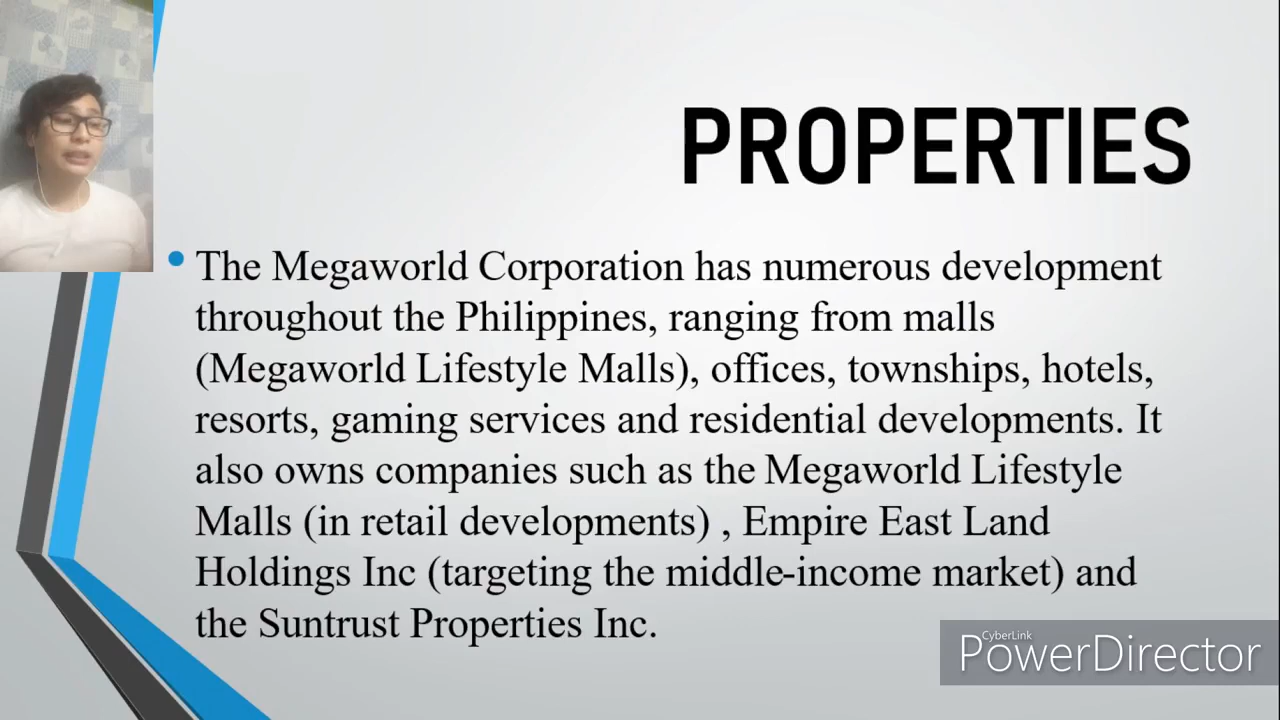 PROPERTIES
• The Megaworld Corporation has numerous development
throughout the Philippines, ranging from malls
(Megaworld Lifestyle Malls), offices, townships, hotels,
resorts, gaming services and residential developments. It
also owns companies such as the Megaworld Lifestyle
Malls (in retail developments) , Empire East Land
Holdings Inc (targeting the middle-income market) and
the Suntrust Properties Inc.
CyberLink
PowerDirector